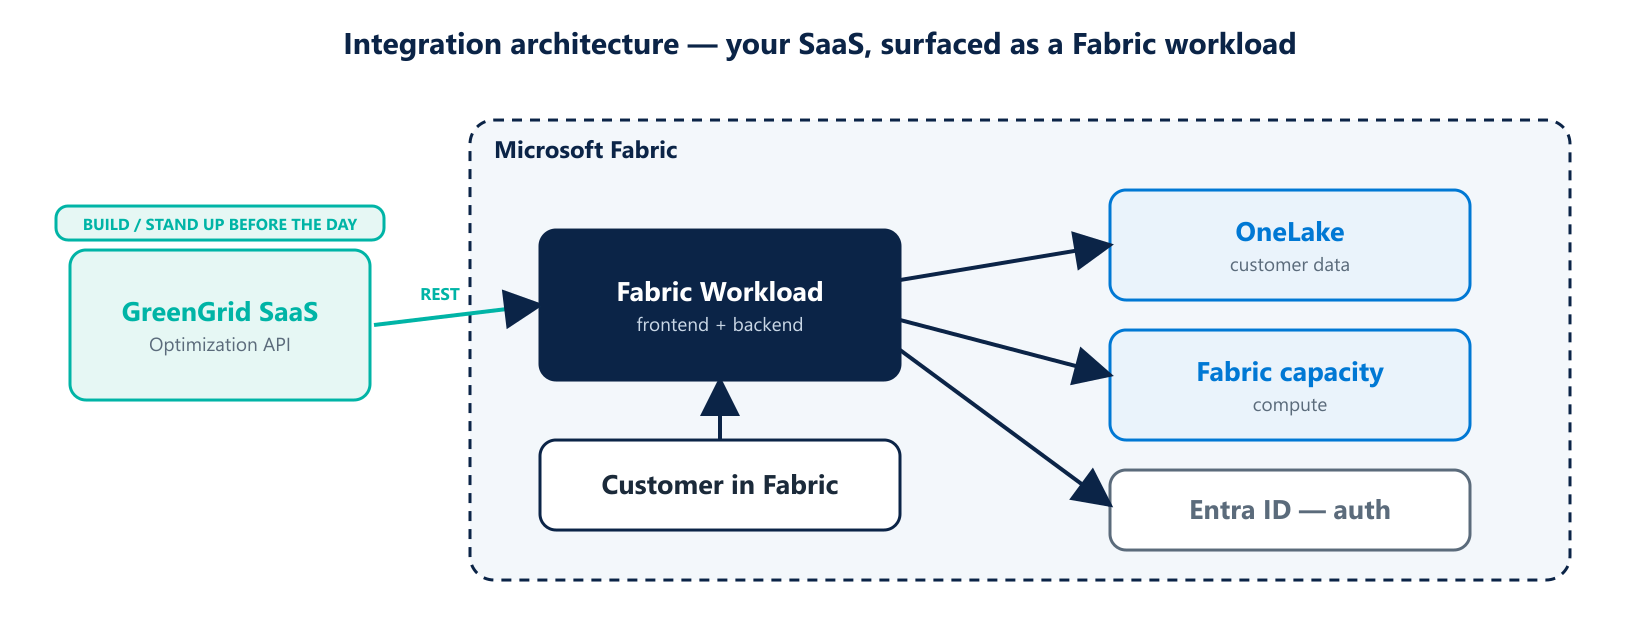 Integration architecture — your SaaS, surfaced as a Fabric workload
Microsoft Fabric
BUILD / STAND UP BEFORE THE DAY
GreenGrid SaaS
Optimization API
REST
Fabric Workload
frontend + backend
Customer in Fabric
OneLake
customer data
Fabric capacity
compute
Entra ID — auth